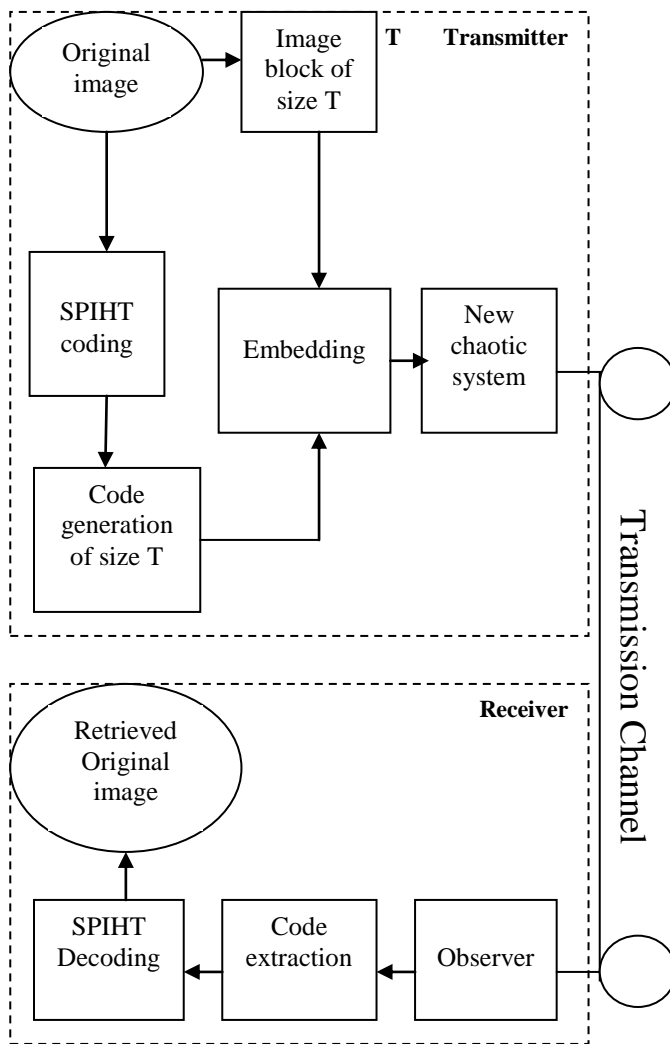 Original
image
Image
block of
size T
T Transmitter
SPIHT
coding
Embedding
New
chaotic
system
Code
generation
of size T
Transmission Channel
Receiver
Retrieved
Original
image
SPIHT
Decoding
Code
extraction
Observer